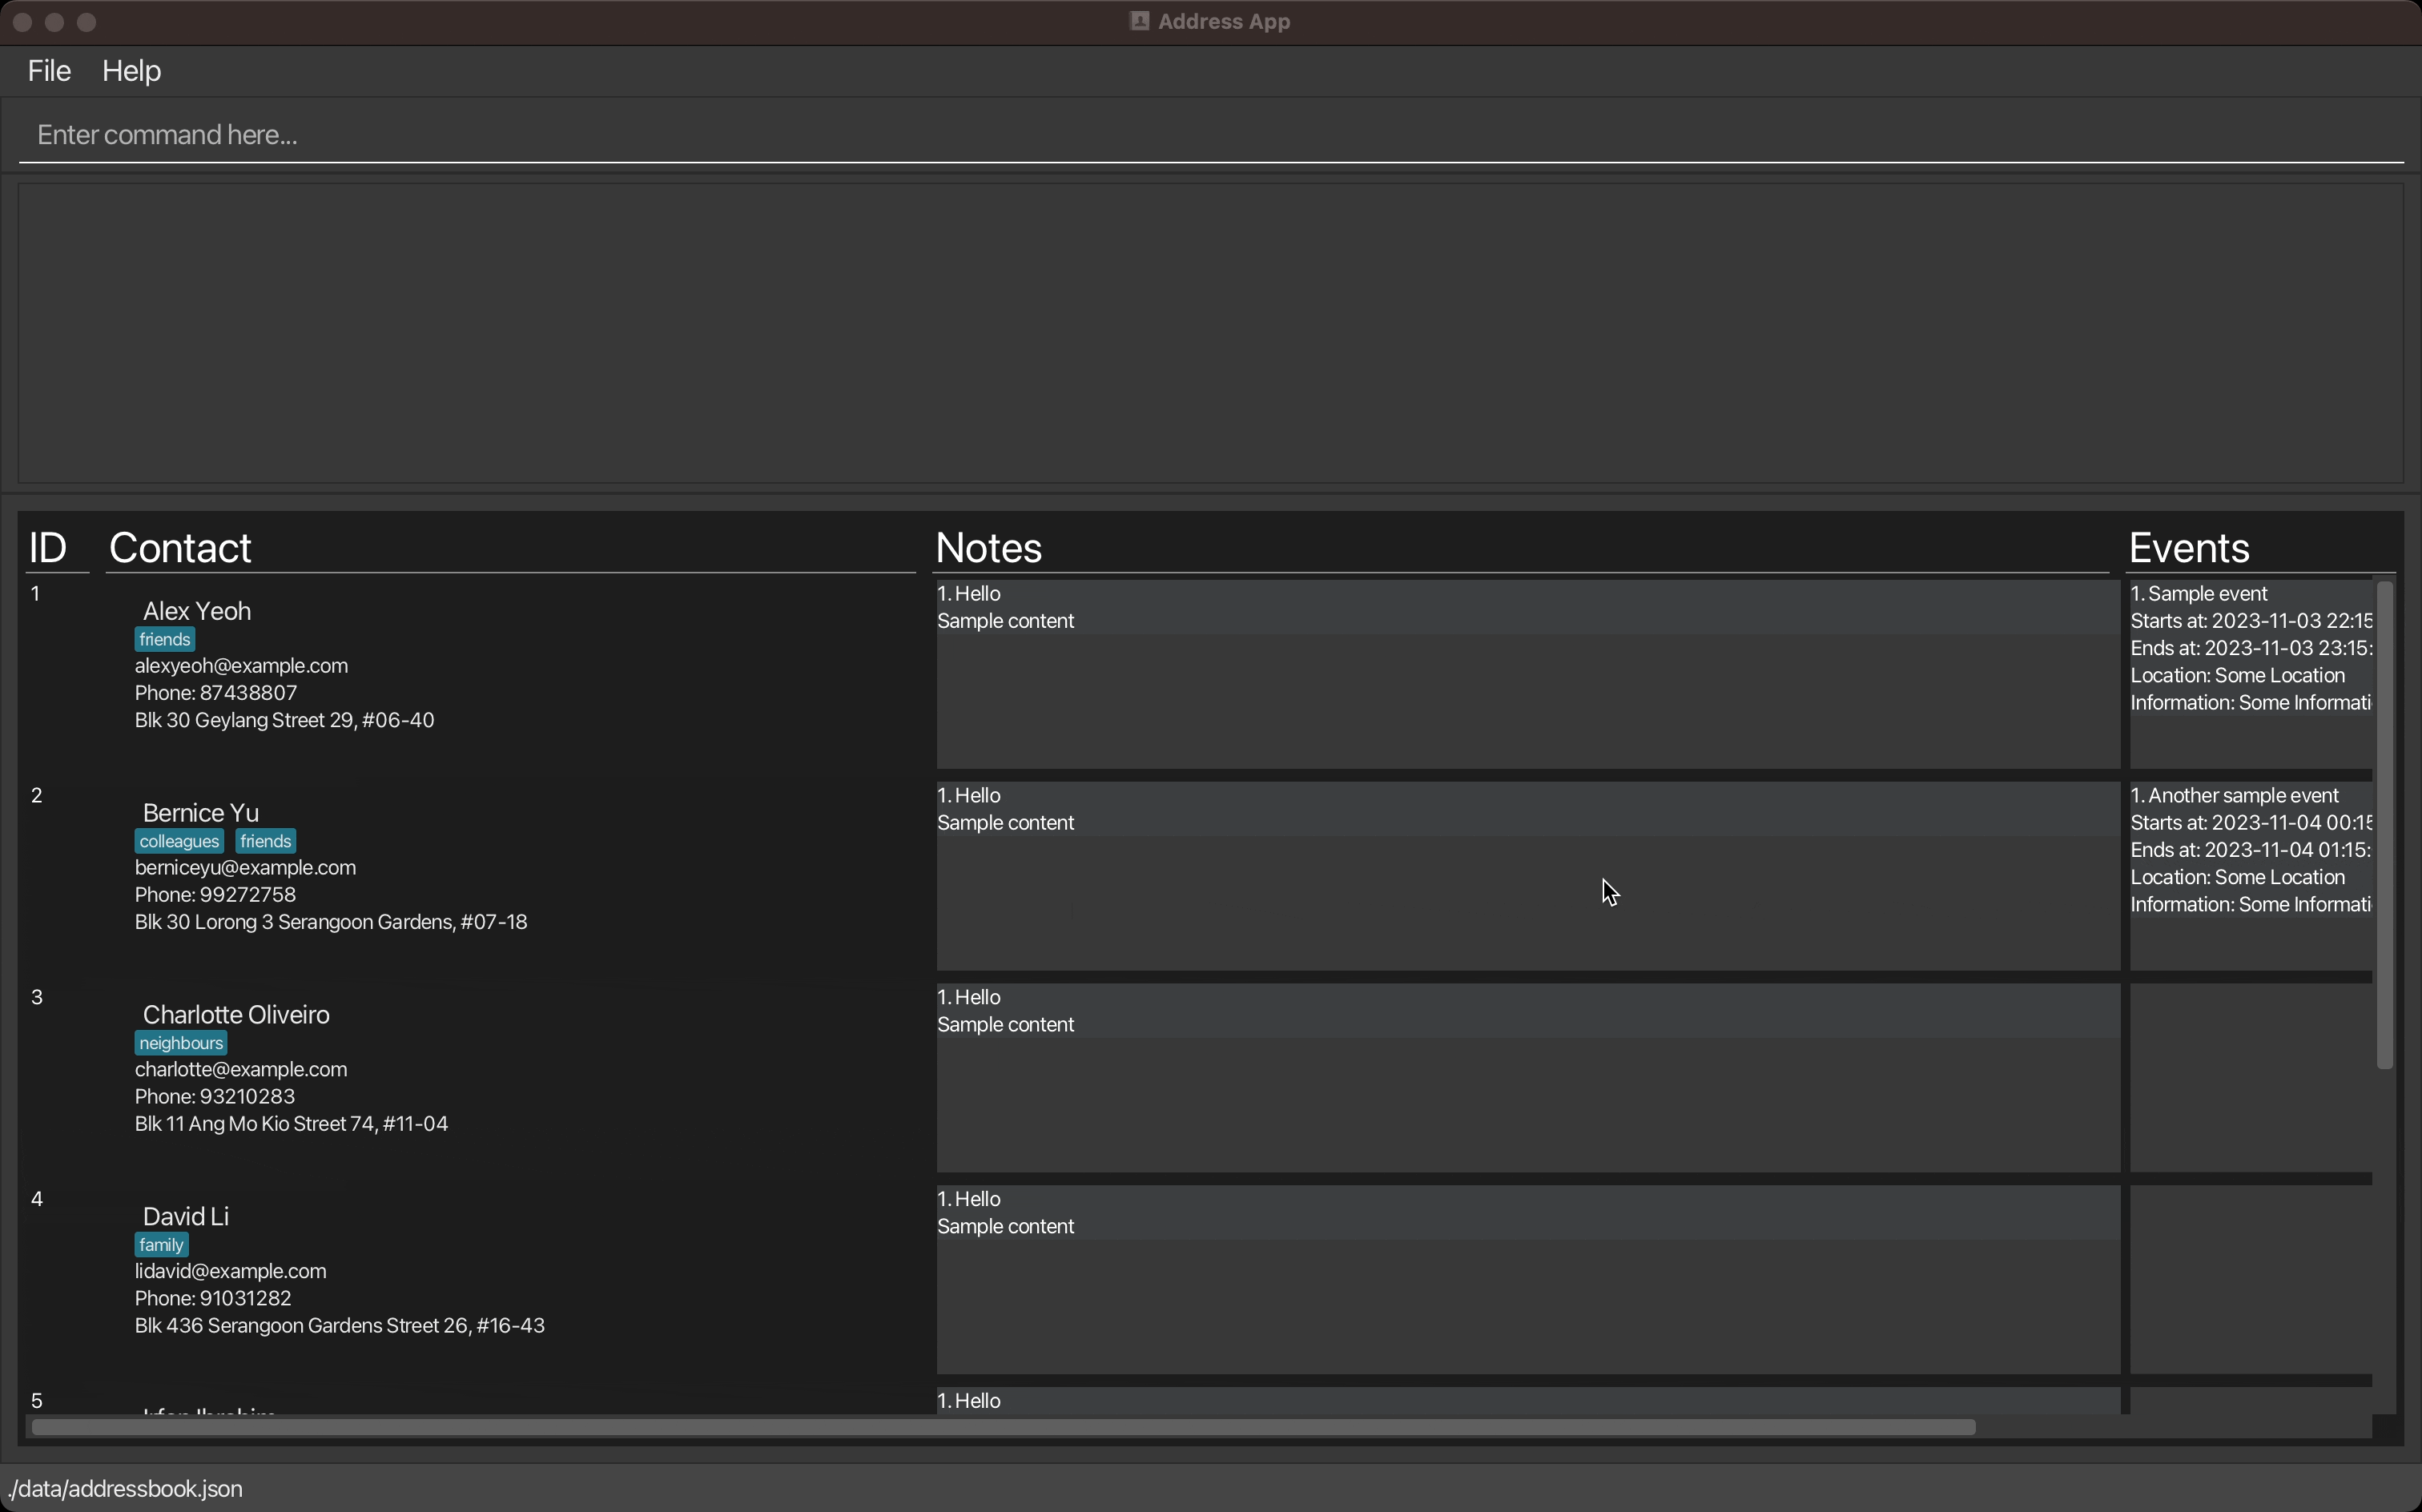 Address App
File Help
Enter command here...
ID Contact Notes Events
1
Alex Yeoh
friends
alexyeoh@example.com
Phone: 87438807
Blk 30 Geylang Street 29, #06-40
1. Hello
Sample content
1. Sample event
Starts at: 2023-11-03 22:15
Ends at: 2023-11-03 23:15:
Location: Some Location
Information: Some Informati
2
Bernice Yu
colleagues friends
berniceyu@example.com
Phone: 99272758
Blk 30 Lorong 3 Serangoon Gardens, #07-18
1. Hello
Sample content
1. Another sample event
Starts at: 2023-11-04 00:15
Ends at: 2023-11-04 01:15:
Location: Some Location
Information: Some Informati
3
Charlotte Oliveiro
neighbours
charlotte@example.com
Phone: 93210283
Blk 11 Ang Mo Kio Street 74, #11-04
1. Hello
Sample content
4
David Li
family
lidavid@example.com
Phone: 91031282
Blk 436 Serangoon Gardens Street 26, #16-43
1. Hello
Sample content
5
1. Hello
./data/addressbook.json